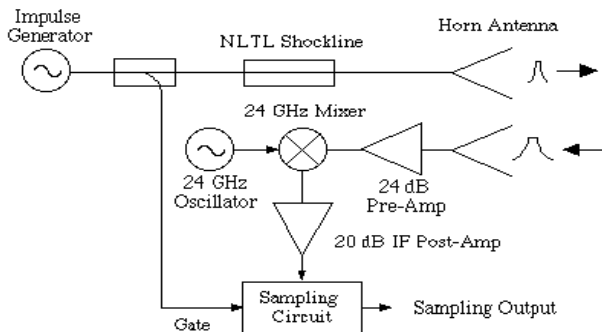 Impulse
Generator
NLTL Shockline
Horn Antenna
24 GHz Mixer
24 GHz
Oscillator
24 dB
Pre-Amp
20 dB IF Post-Amp
Sampling
Circuit
Sampling Output
Gate